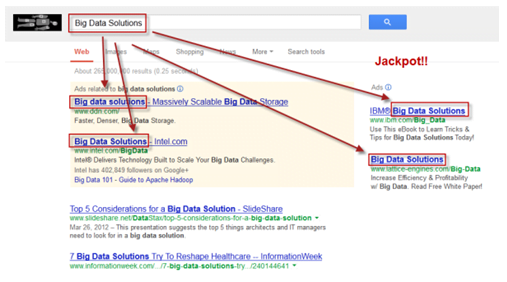 Big Data Solutions
Web Images Maps Shopping News More Search tools
Jackpot!!
Ads related to big data solutions
Big data solutions - Massively Scalable Big Data Storage
www.ddn.com/
Faster, Denser, Big Data Storage.
Big Data Solutions - Intel.com
www.intel.com/BigData
Intel® Delivers Technology Built to Scale Your Big Data Challenges.
Intel has 402,949 followers on Google+
Big Data 101 - Guide to Apache Hadoop
Ads
IBM® Big Data Solutions
www.ibm.com/Big_Data
Use This eBook to Learn Tricks &
Tips for Big Data Solutions Today!
Big Data Solutions
www.lattice-engines.com/Big-Data
Increase Efficiency & Profitability
w/ Big Data. Read Free White Paper!
Top 5 Considerations for a Big Data Solution - SlideShare
www.slideshare.net/DataStax/top-5-considerations-for-a-big-data-solution
Mar 26, 2012 – This presentation suggests the top 5 things architects and IT managers
need to look for in a big data solution.
7 Big Data Solutions Try To Reshape Healthcare -- InformationWeek
www.informationweek.com/.../7-big-data-solutions-try.../240144641